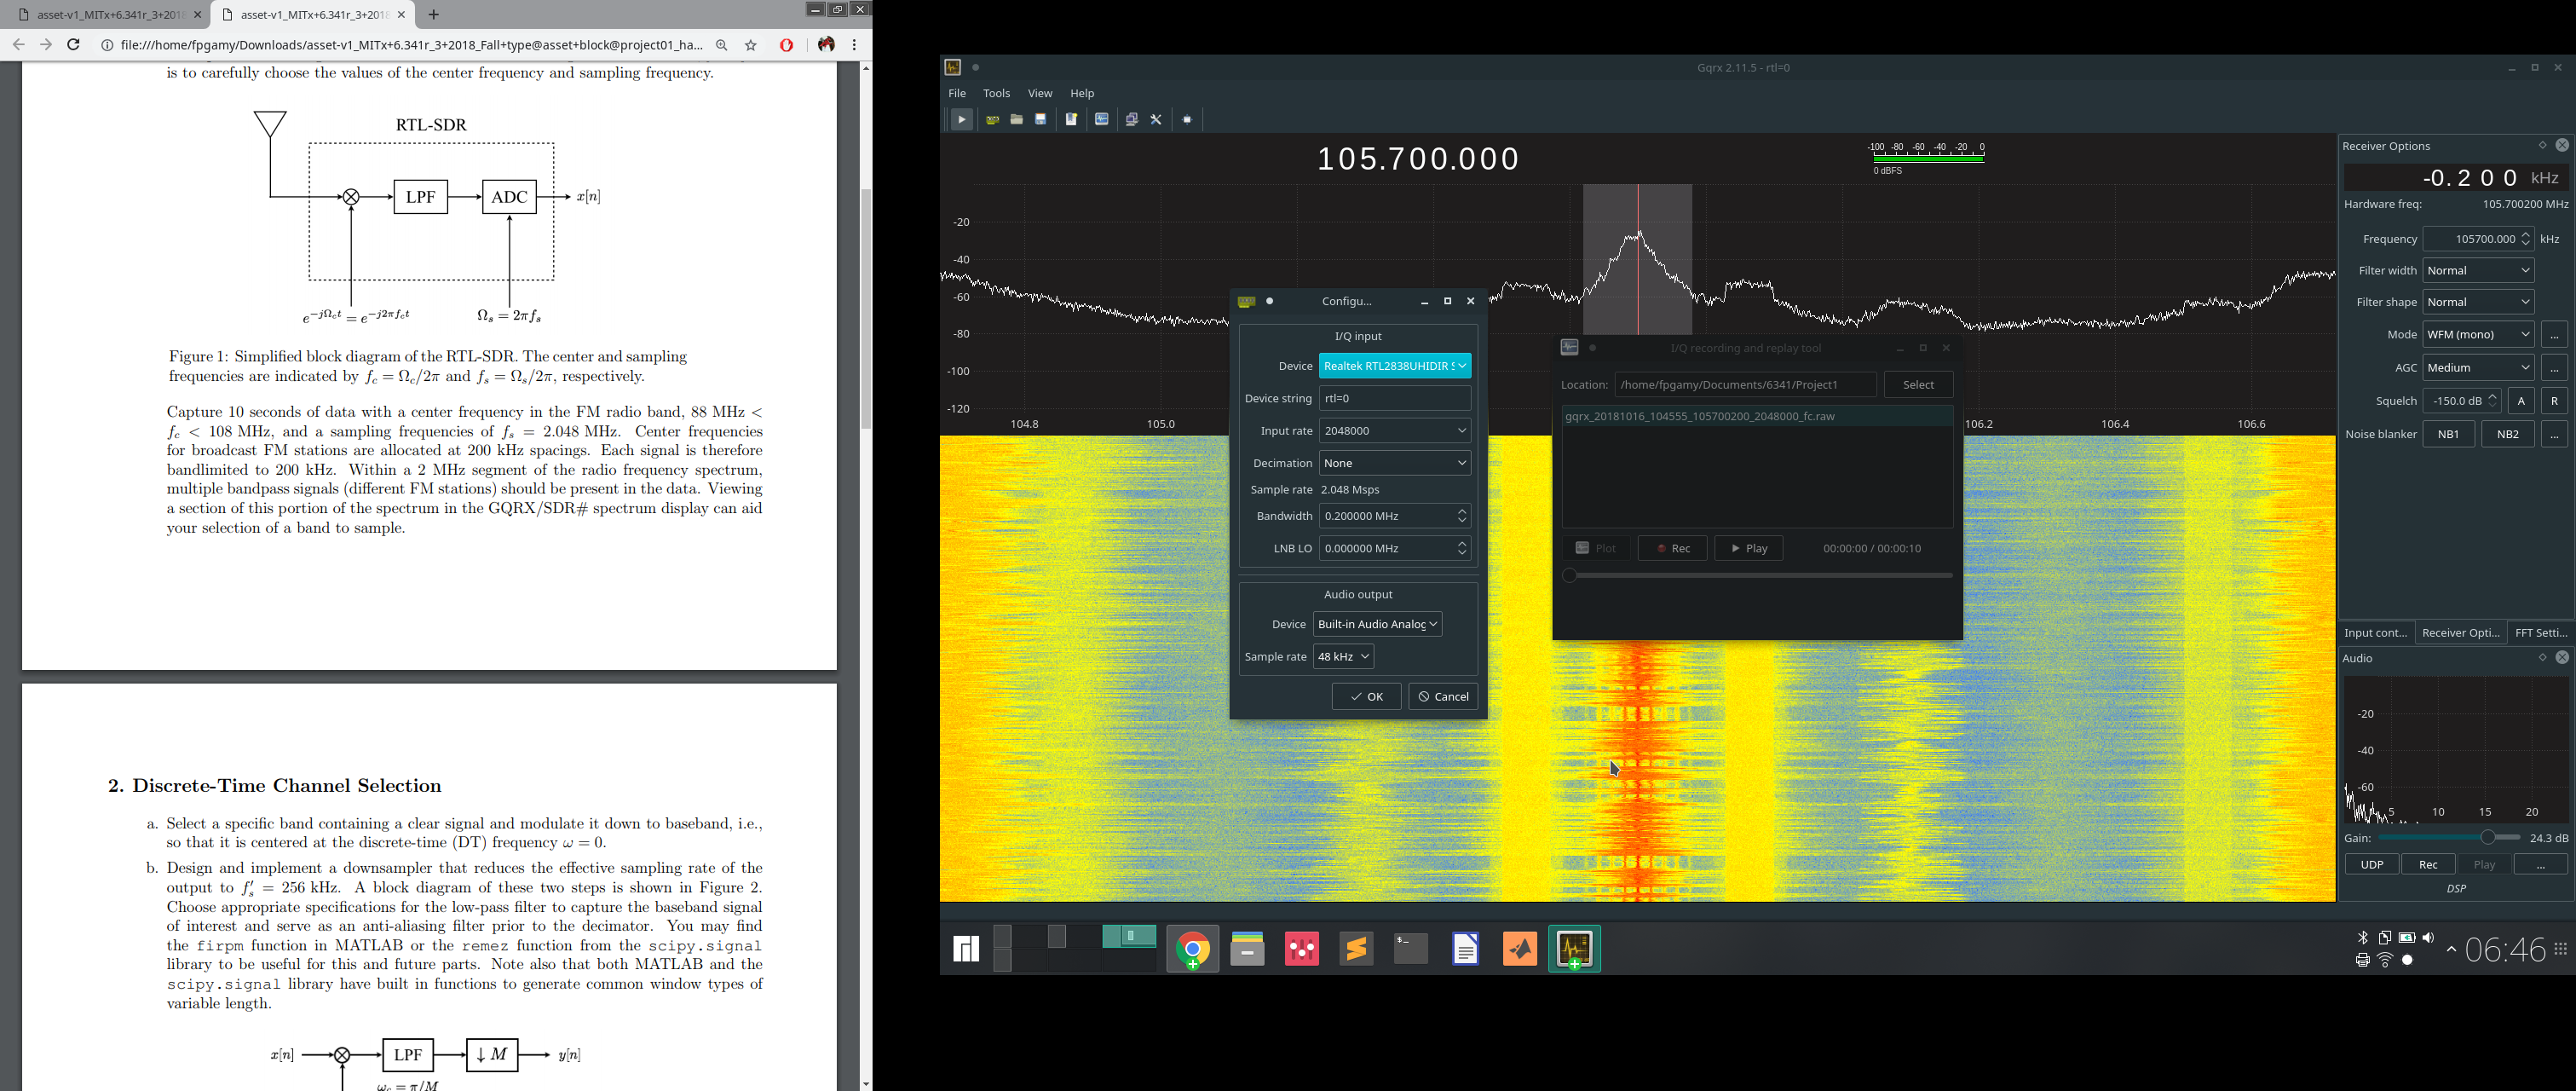 asset-v1_MITx+6.341r_3+2018
asset-v1_MITx+6.341r_3+2018
file:///home/fpgamy/Downloads/asset-v1_MITx+6.341r_3+2018_Fall+type@asset+block@project01_ha...
is to carefully choose the values of the center frequency and sampling frequency.
RTL-SDR
LPF
ADC
x[n]
e^{-jΩ_c t} = e^{-j2πf_c t}
Ω_s = 2πf_s
Figure 1: Simplified block diagram of the RTL-SDR. The center and sampling
frequencies are indicated by f_c = Ω_c/2π and f_s = Ω_s/2π, respectively.
Capture 10 seconds of data with a center frequency in the FM radio band, 88 MHz <
f_c < 108 MHz, and a sampling frequencies of f_s = 2.048 MHz. Center frequencies
for broadcast FM stations are allocated at 200 kHz spacings. Each signal is therefore
bandlimited to 200 kHz. Within a 2 MHz segment of the radio frequency spectrum,
multiple bandpass signals (different FM stations) should be present in the data. Viewing
a section of this portion of the spectrum in the GQRX/SDR# spectrum display can aid
your selection of a band to sample.
2. Discrete-Time Channel Selection
a. Select a specific band containing a clear signal and modulate it down to baseband, i.e.,
so that it is centered at the discrete-time (DT) frequency ω = 0.
b. Design and implement a downsampler that reduces the effective sampling rate of the
output to f′_s = 256 kHz. A block diagram of these two steps is shown in Figure 2.
Choose appropriate specifications for the low-pass filter to capture the baseband signal
of interest and serve as an anti-aliasing filter prior to the decimator. You may find
the firpm function in MATLAB or the remez function from the scipy.signal
library to be useful for this and future parts. Note also that both MATLAB and the
scipy.signal library have built in functions to generate common window types of
variable length.
x[n]
LPF
↓ M
y[n]
ω_c = π/M
Gqrx 2.11.5 - rtl=0
File Tools View Help
105.700.000
-100 -80 -60 -40 -20 0
0 dBFS
-20
-40
-60
-80
-100
-120
104.8 105.0 106.2 106.4 106.6
Configu...
I/Q input
Device Realtek RTL2838UHIDIR S
Device string rtl=0
Input rate 2048000
Decimation None
Sample rate 2.048 Msps
Bandwidth 0.200000 MHz
LNB LO 0.000000 MHz
Audio output
Device Built-in Audio Analog
Sample rate 48 kHz
OK Cancel
I/Q recording and replay tool
Location: /home/fpgamy/Documents/6341/Project1 Select
gqrx_20181016_104555_105700200_2048000_fc.raw
Plot Rec Play 00:00:00 / 00:00:10
Receiver Options
-0.200 kHz
Hardware freq: 105.700200 MHz
Frequency 105700.000 kHz
Filter width Normal
Filter shape Normal
Mode WFM (mono) ...
AGC Medium ...
Squelch -150.0 dB A R
Noise blanker NB1 NB2 ...
Input cont... Receiver Opti... FFT Setti...
Audio
-20
-40
-60
5 10 15 20
Gain: 24.3 dB
UDP Rec Play ...
DSP
06:46